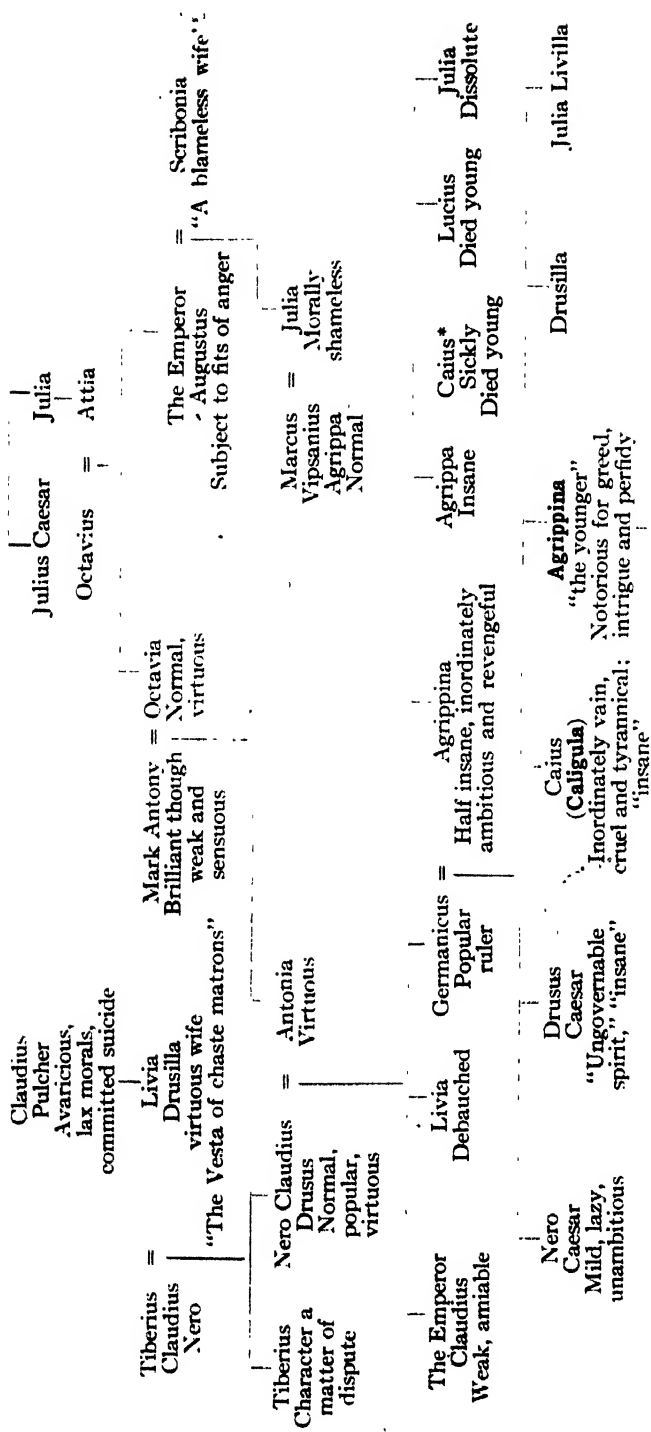 Julius Caesar
Julia
Octavius
=
Attia
Claudius
Pulcher
Avaricious,
lax morals,
committed suicide
Tiberius
Claudius
Nero
=
Livia
Drusilla
virtuous wife
"The Vesta of chaste matrons"
Mark Antony
Brilliant though
weak and
sensuous
=
Octavia
Normal,
virtuous
The Emperor
Augustus
Subject to fits of anger
=
Scribonia
"A blameless wife"
Tiberius
Character a
matter of
dispute
Nero Claudius
Drusus
Normal,
popular,
virtuous
=
Antonia
Virtuous
Marcus
Vipsanius
Agrippa
Normal
=
Julia
Morally
shameless
The Emperor
Claudius
Weak, amiable
Livia
Debauched
Germanicus
Popular
ruler
=
Agrippina
Half insane, inordinately
ambitious and revengeful
Agrippa
Insane
Caius*
Sickly
Died young
Lucius
Died young
Julia
Dissolute
Nero
Caesar
Mild, lazy,
unambitious
Drusus
Caesar
"Ungovernable
spirit," "insane"
Caius
(Caligula)
Inordinately vain,
cruel and tyrannical;
"insane"
Agrippina
"the younger"
Notorious for greed,
intrigue and perfidy
Drusilla
Julia Livilla